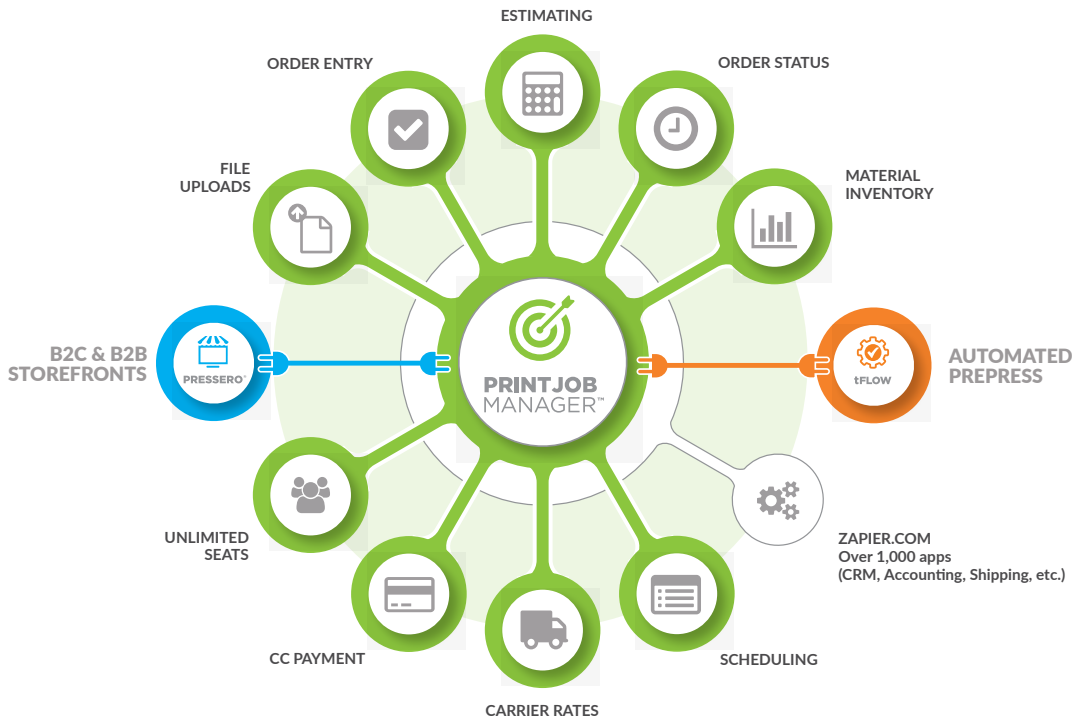 ESTIMATING
ORDER ENTRY
ORDER STATUS
FILE
UPLOADS
MATERIAL
INVENTORY
B2C & B2B
STOREFRONTS
PRESSERO
PRINTJOB
MANAGER™
tFLOW
AUTOMATED
PREPRESS
UNLIMITED
SEATS
ZAPIER.COM
Over 1,000 apps
(CRM, Accounting, Shipping, etc.)
CC PAYMENT
SCHEDULING
CARRIER RATES